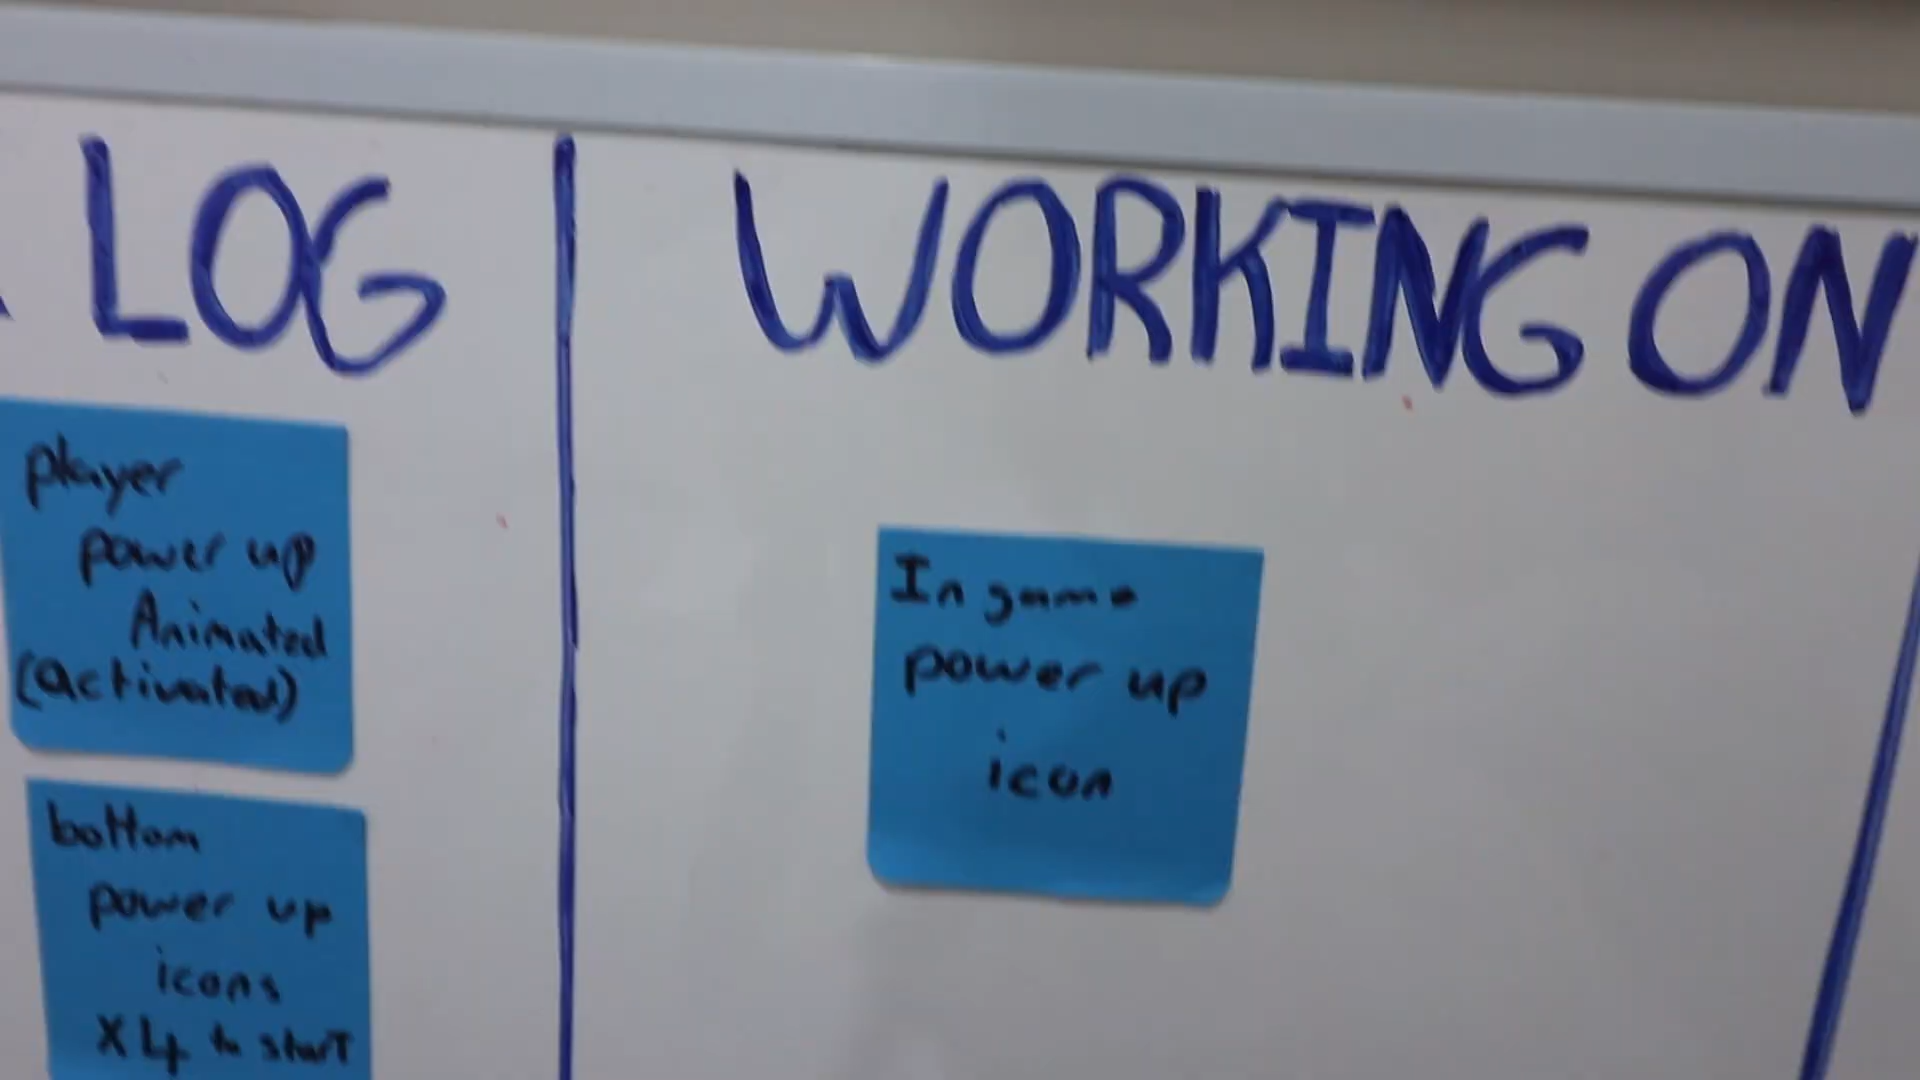 LOG
WORKING ON
player
power up
Animated
(activated)
bottom
power up
icons
X4 to start
In game
power up
icon